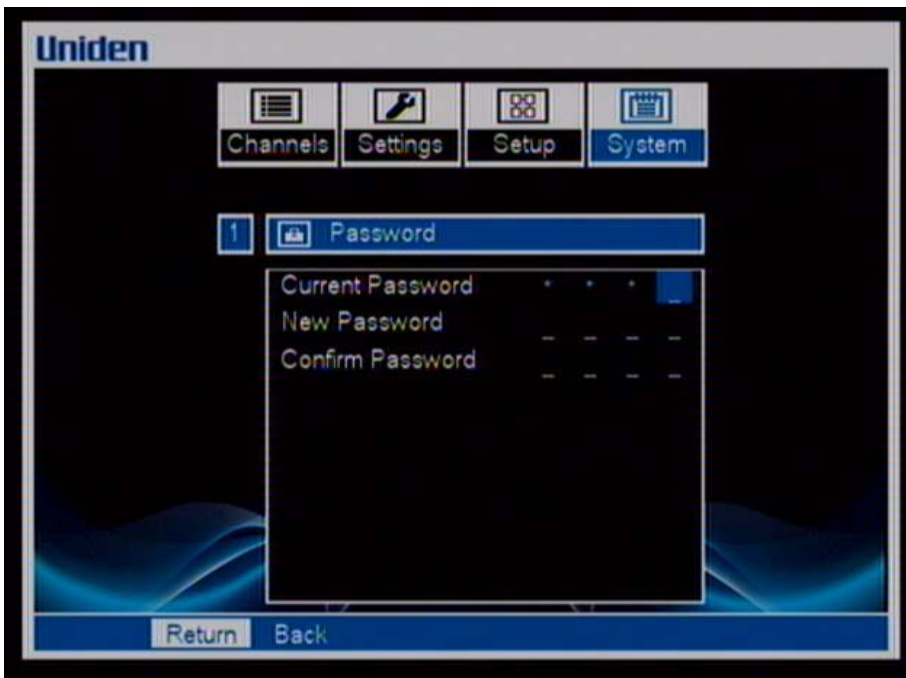 Uniden
Channels Settings Setup System
1 Password
Current Password * * * _
New Password _ _ _ _
Confirm Password _ _ _ _
Return Back